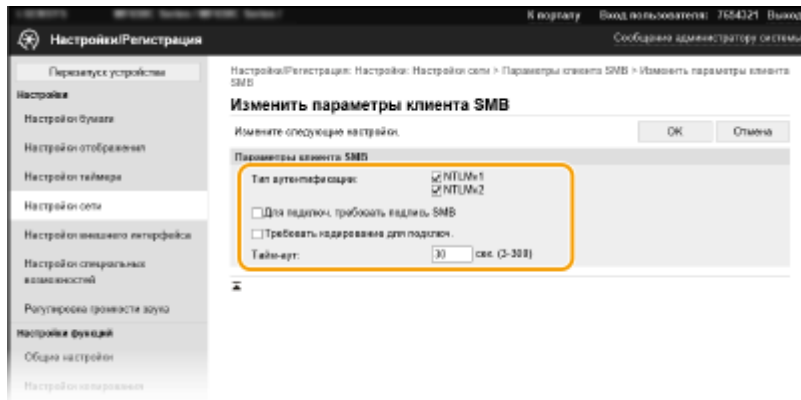 К порталу Вход пользователя: 7654321 Выход
Настройки/Регистрация
Сообщение администратору системы
Перезапуск устройства
Настройки
Настройки бумаги
Настройки отображения
Настройки таймера
Настройки сети
Настройки внешнего интерфейса
Настройки специальных
возможностей
Регулировка громкости звука
Настройки функций
Общие настройки
Настройки копирования
Настройки/Регистрация: Настройки: Настройки сети > Параметры клиента SMB > Изменить параметры клиента
SMB
Изменить параметры клиента SMB
Измените следующие настройки.
OK Отмена
Параметры клиента SMB
Тип аутентификации: NTLMv1
NTLMv2
Для подключ. требовать подпись SMB
Требовать кодирование для подключ.
Тайм-аут: 30 сек. (3-300)